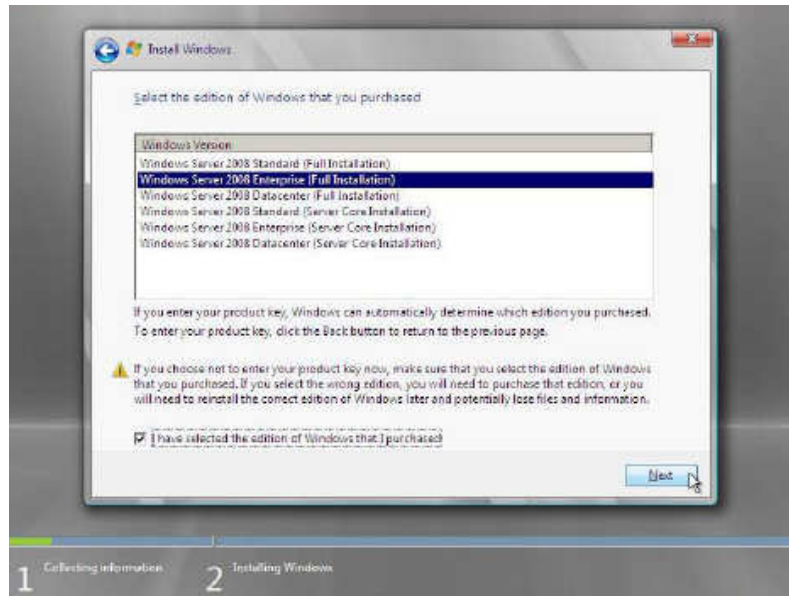 Install Windows
Select the edition of Windows that you purchased
Windows Version
Windows Server 2008 Standard (Full Installation)
Windows Server 2008 Enterprise (Full Installation)
Windows Server 2008 Datacenter (Full Installation)
Windows Server 2008 Standard (Server Core Installation)
Windows Server 2008 Enterprise (Server Core Installation)
Windows Server 2008 Datacenter (Server Core Installation)
If you enter your product key, Windows can automatically determine which edition you purchased.
To enter your product key, click the Back button to return to the previous page.
If you choose not to enter your product key now, make sure that you select the edition of Windows
that you purchased. If you select the wrong edition, you will need to purchase that edition, or you
will need to reinstall the correct edition of Windows later and potentially lose files and information.
I have selected the edition of Windows that I purchased
Next
1 Collecting information 2 Installing Windows